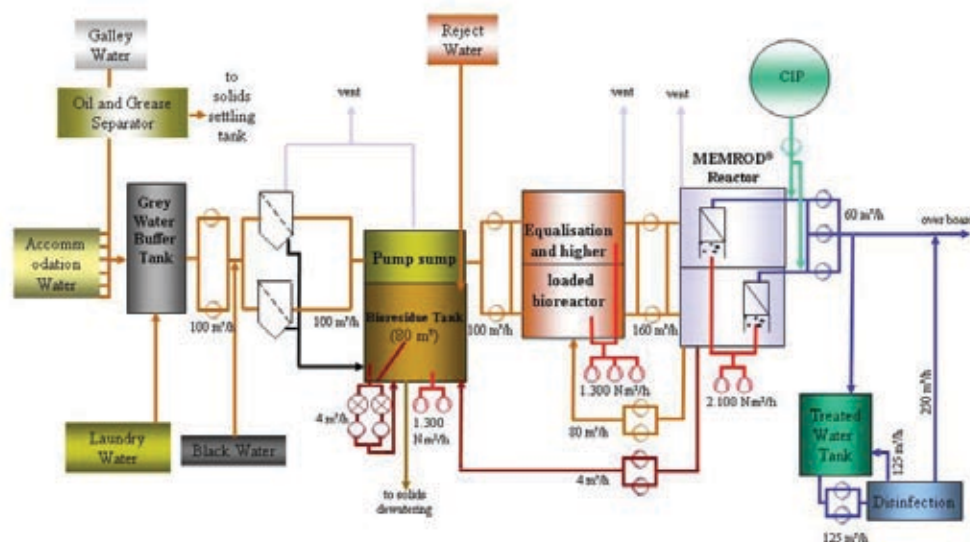 Galley
Water
Oil and Grease
Separator
to
solids
settling
tank
Accomm
odation
Water
Grey
Water
Buffer
Tank
Laundry
Water
Black Water
100 m³/h
vent
100 m³/h
Reject
Water
Pump sump
Bioresidue Tank
(80 m³)
4 m³/h
1.300
Nm³/h
to solids
dewatering
100 m³/h
Equalisation
and higher
loaded
bioreactor
vent
vent
160 m³/h
1.300 Nm³/h
80 m³/h
4 m³/h
MEMROD®
Reactor
CIP
2.100 Nm³/h
60 m³/h
over boar
Treated
Water
Tank
125 m³/h
230 m³/h
Disinfection
125 m³/h